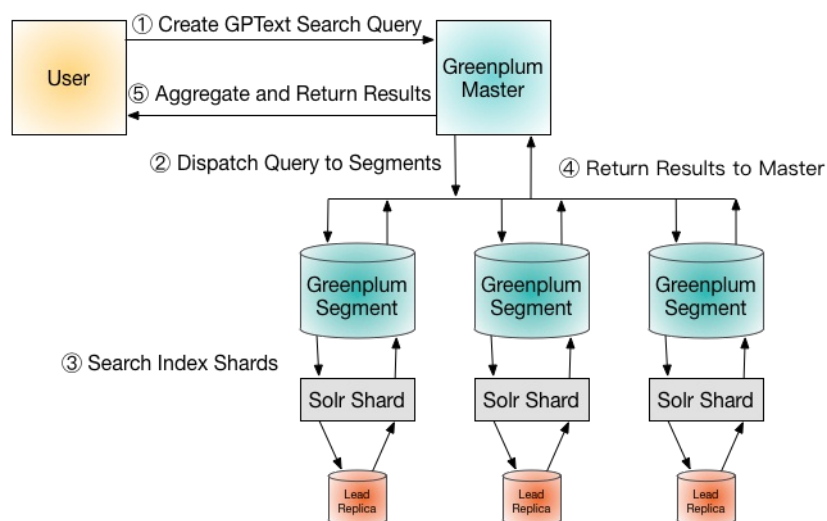 ① Create GPText Search Query
User
Greenplum
Master
⑤ Aggregate and Return Results
② Dispatch Query to Segments
④ Return Results to Master
Greenplum
Segment
Greenplum
Segment
Greenplum
Segment
③ Search Index Shards
Solr Shard
Solr Shard
Solr Shard
Lead
Replica
Lead
Replica
Lead
Replica